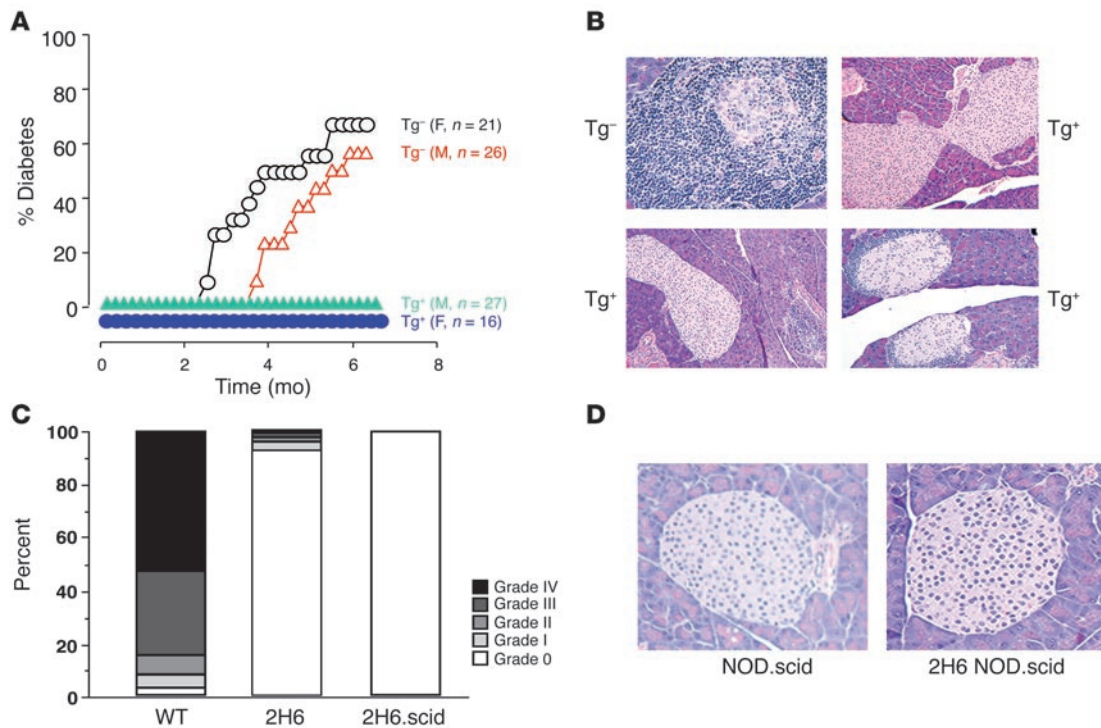 A
100
80
60
40
20
0
% Diabetes
0 2 4 6 8
Time (mo)
Tg⁻ (F, n = 21)
Tg⁻ (M, n = 26)
Tg⁺ (M, n = 27)
Tg⁺ (F, n = 16)
B
Tg⁻
Tg⁺
Tg⁺
Tg⁺
C
100
80
60
40
20
0
Percent
WT 2H6 2H6.scid
Grade IV
Grade III
Grade II
Grade I
Grade 0
D
NOD.scid
2H6 NOD.scid